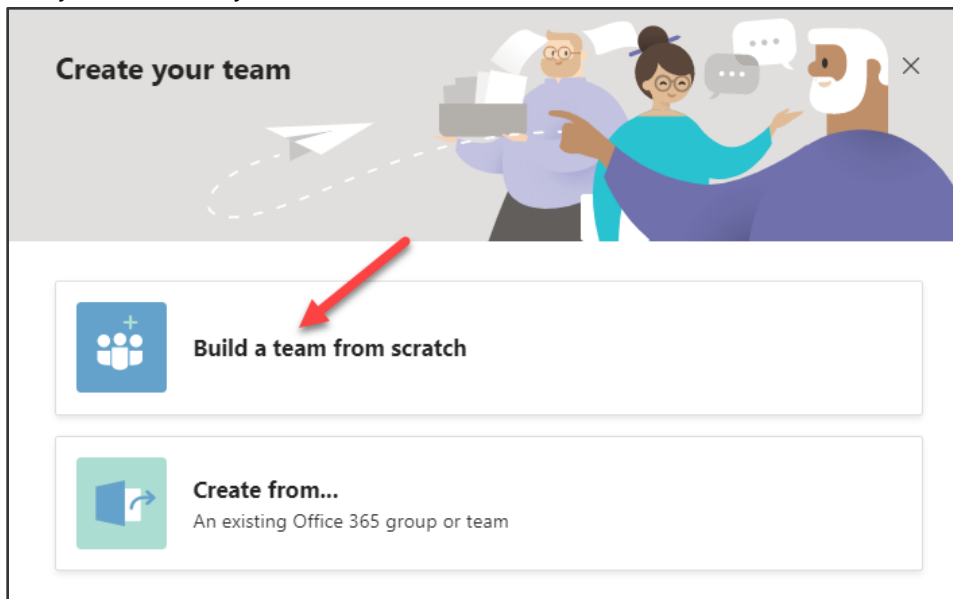 Create your team
Build a team from scratch
Create from...
An existing Office 365 group or team